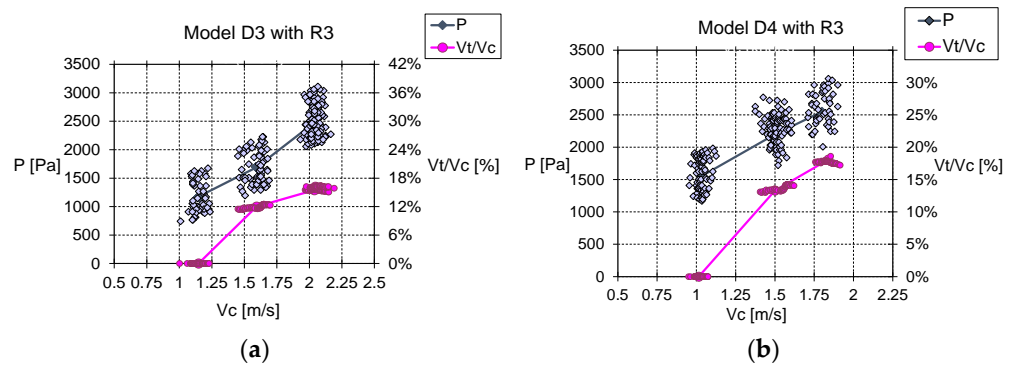 Model D3 with R3
P
Vt/Vc
3500
3000
2500
2000
1500
1000
500
0
P [Pa]
42%
36%
30%
24%
18%
12%
6%
0%
Vt/Vc [%]
0.5 0.75 1 1.25 1.5 1.75 2 2.25 2.5
Vc [m/s]
(a)
Model D4 with R3
P
Vt/Vc
3500
3000
2500
2000
1500
1000
500
0
P [Pa]
30%
25%
20%
15%
10%
5%
0%
Vt/Vc [%]
0.5 0.75 1 1.25 1.5 1.75 2 2.25
Vc [m/s]
(b)